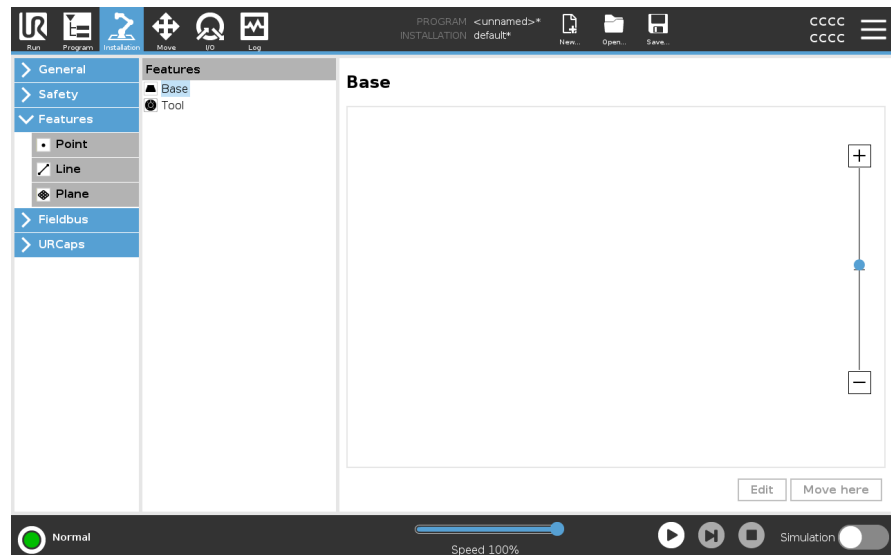 UR
Run
Program
Installation
Move
I/O
Log
PROGRAM <unnamed>*
INSTALLATION default*
New...
Open...
Save...
CCCC
CCCC
General
Safety
Features
Point
Line
Plane
Fieldbus
URCaps
Features
Base
Tool
Base
Edit
Move here
Normal
Speed 100%
Simulation